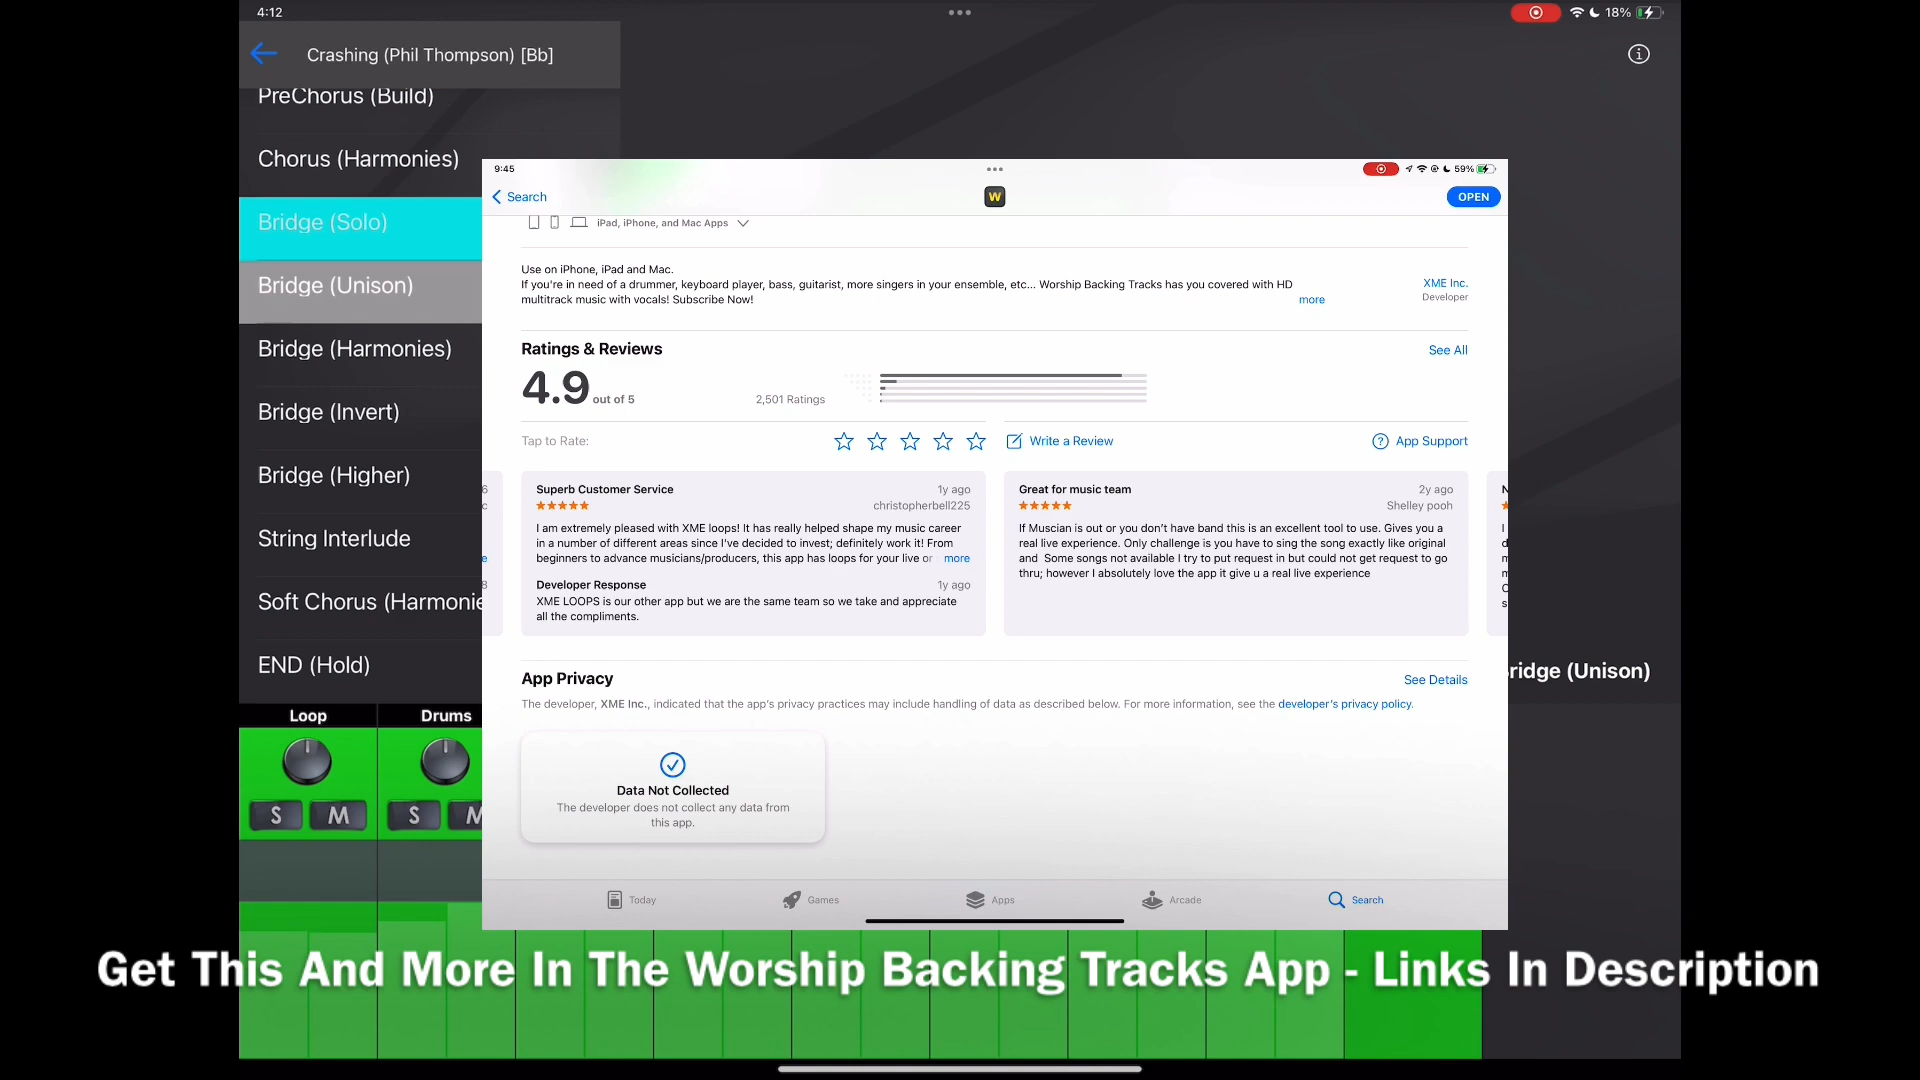 4:12
18%
Crashing (Phil Thompson) [Bb]
PreChorus (Build)
Chorus (Harmonies)
Bridge (Solo)
Bridge (Unison)
Bridge (Harmonies)
Bridge (Invert)
Bridge (Higher)
String Interlude
Soft Chorus (Harmonie
END (Hold)
Loop
Drums
S M
S M
ridge (Unison)
9:45
59%
Search
W
OPEN
iPad, iPhone, and Mac Apps
Use on iPhone, iPad and Mac.
If you're in need of a drummer, keyboard player, bass, guitarist, more singers in your ensemble, etc... Worship Backing Tracks has you covered with HD
multitrack music with vocals! Subscribe Now!
more
XME Inc.
Developer
Ratings & Reviews
See All
4.9 out of 5
2,501 Ratings
Tap to Rate:
Write a Review
App Support
Superb Customer Service
1y ago
christopherbell225
I am extremely pleased with XME loops! It has really helped shape my music career
in a number of different areas since I've decided to invest; definitely work it! From
beginners to advance musicians/producers, this app has loops for your live or more
Developer Response
1y ago
XME LOOPS is our other app but we are the same team so we take and appreciate
all the compliments.
Great for music team
2y ago
Shelley pooh
If Muscian is out or you don't have band this is an excellent tool to use. Gives you a
real live experience. Only challenge is you have to sing the song exactly like original
and Some songs not available I try to put request in but could not get request to go
thru; however I absolutely love the app it give u a real live experience
App Privacy
See Details
The developer, XME Inc., indicated that the app's privacy practices may include handling of data as described below. For more information, see the developer's privacy policy.
Data Not Collected
The developer does not collect any data from
this app.
Today
Games
Apps
Arcade
Search
Get This And More In The Worship Backing Tracks App - Links In Description